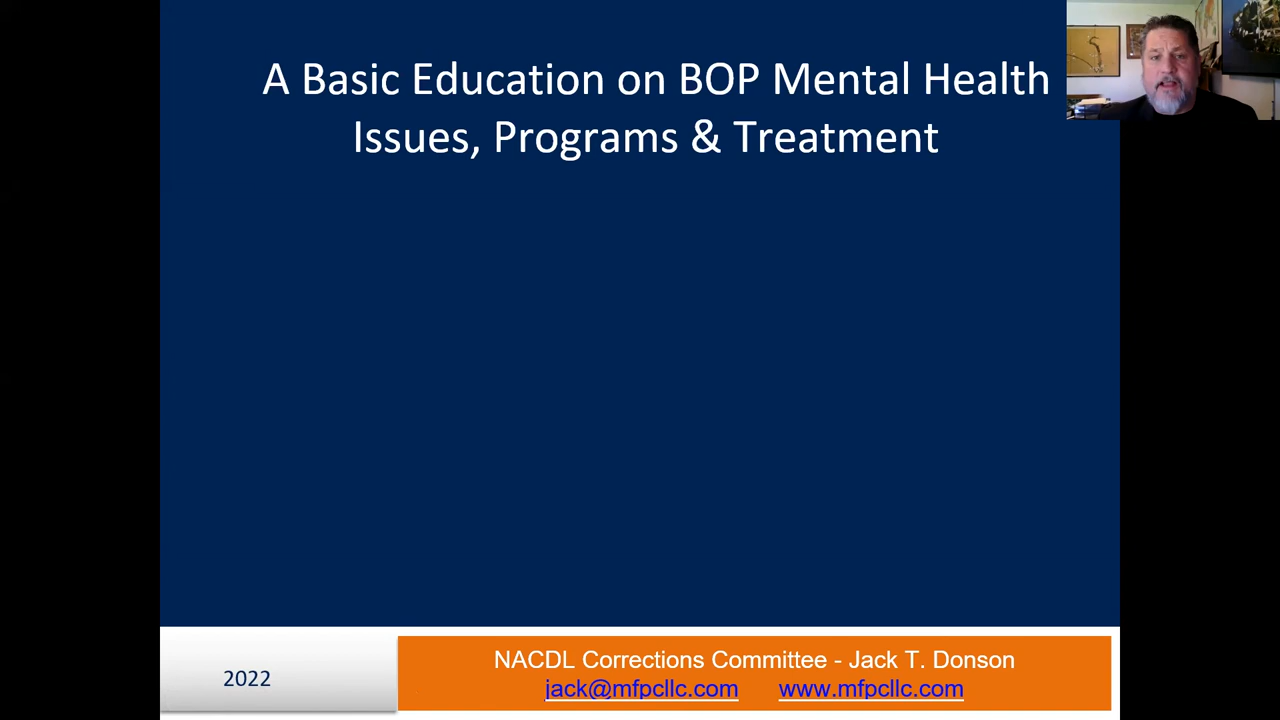 A Basic Education on BOP Mental Health
Issues, Programs & Treatment
2022
NACDL Corrections Committee - Jack T. Donson
jack@mfpcllc.com www.mfpcllc.com